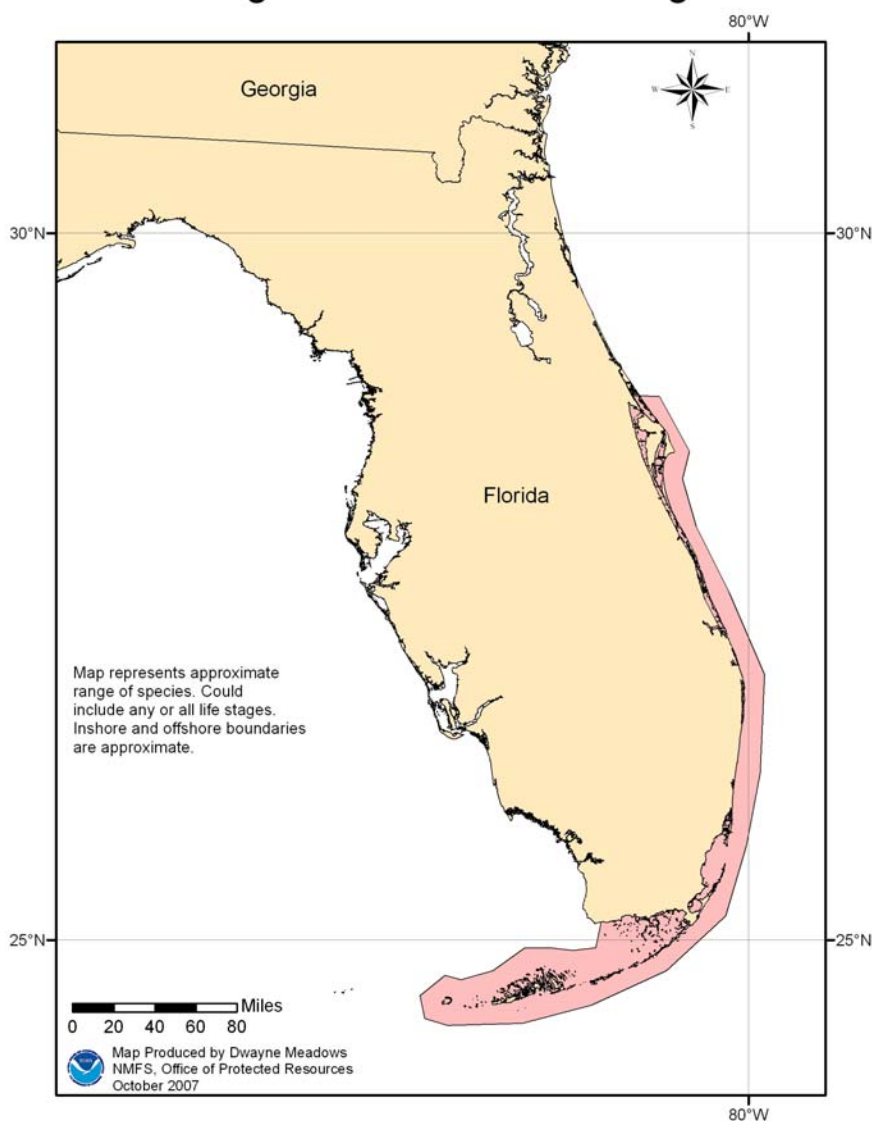 80°W
Georgia
N
W
E
S
30°N
30°N
Florida
Map represents approximate
range of species. Could
include any or all life stages.
Inshore and offshore boundaries
are approximate.
25°N
25°N
Miles
0 20 40 60 80
Map Produced by Dwayne Meadows
NMFS, Office of Protected Resources
October 2007
80°W